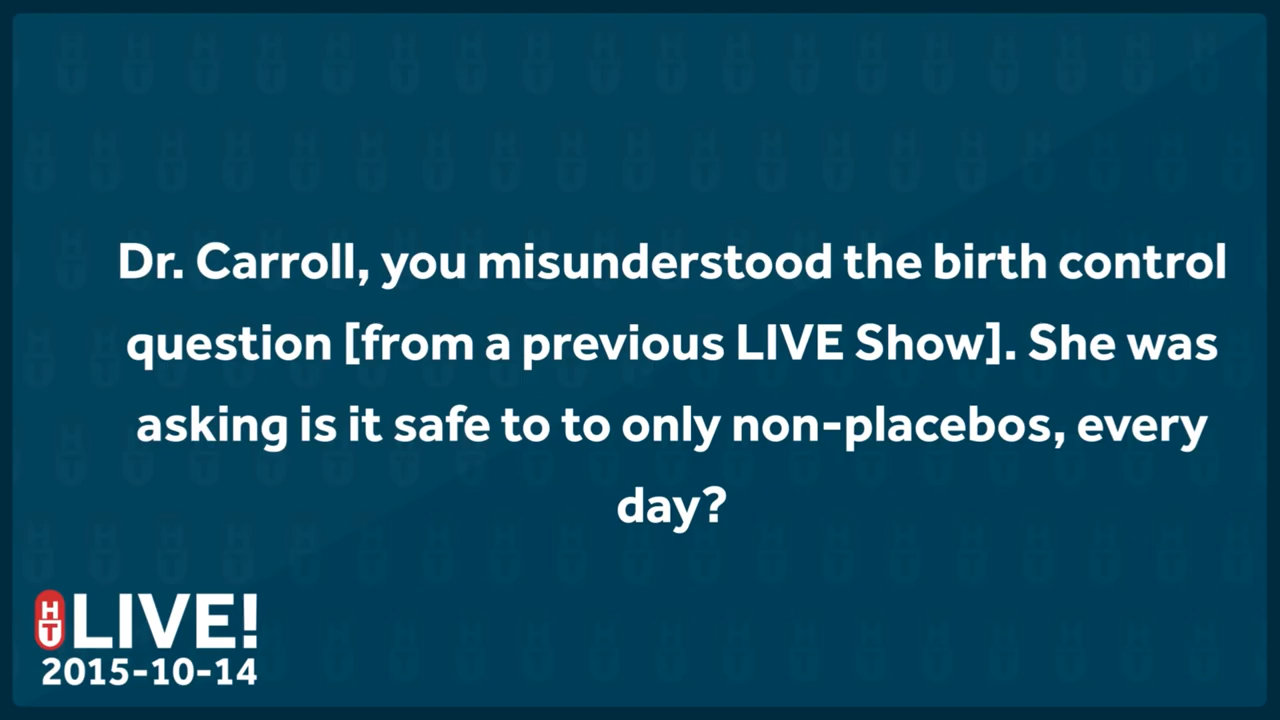 Dr. Carroll, you misunderstood the birth control
question [from a previous LIVE Show]. She was
asking is it safe to to only non-placebos, every
day?
HT LIVE!
2015-10-14